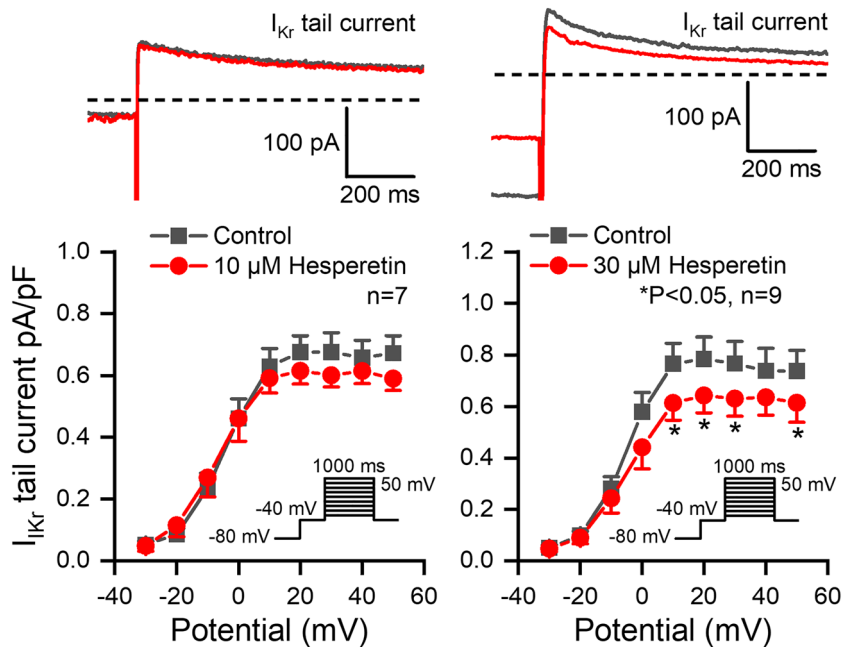 I_Kr tail current
100 pA
200 ms
I_Kr tail current
100 pA
200 ms
I_IKr tail current pA/pF
1.0
0.8
0.6
0.4
0.2
0.0
Control
10 µM Hesperetin
n=7
1000 ms
50 mV
-40 mV
-80 mV
-40
-20
0
20
40
60
Potential (mV)
1.2
1.0
0.8
0.6
0.4
0.2
0.0
Control
30 µM Hesperetin
*P<0.05, n=9
* * * *
1000 ms
50 mV
-40 mV
-80 mV
-40
-20
0
20
40
60
Potential (mV)